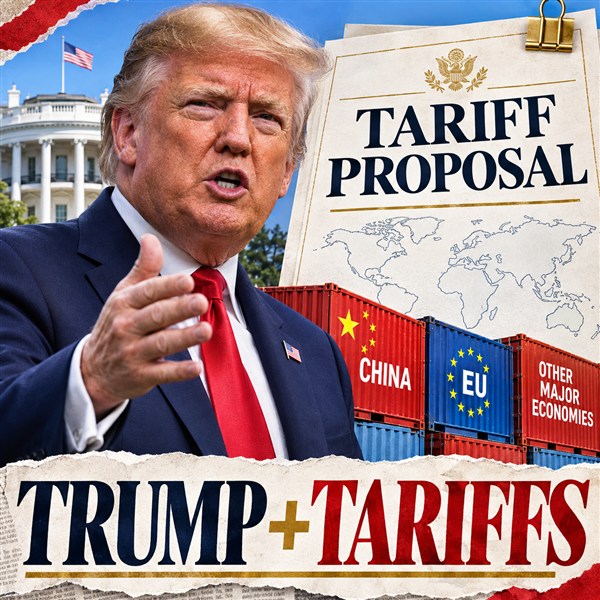 TARIFF
PROPOSAL
CHINA
EU
OTHER
MAJOR
ECONOMIES
TRUMP+TARIFFS